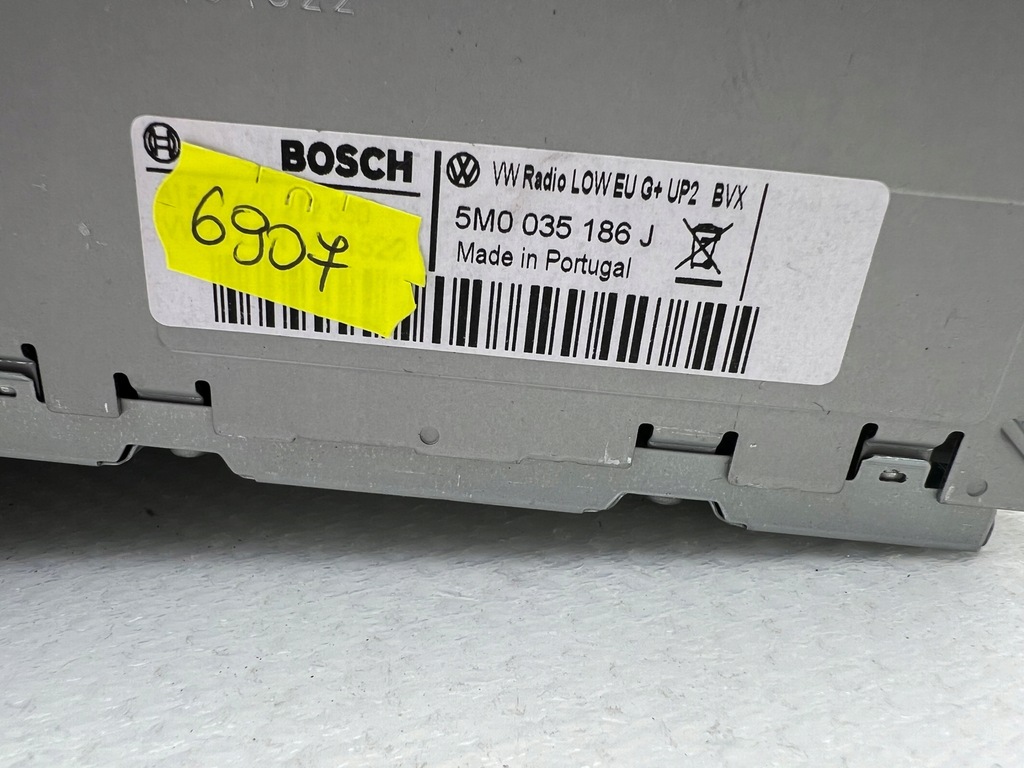 BOSCH
VW Radio LOW EU G+ UP2 BVX
5M0 035 186 J
Made in Portugal
6907